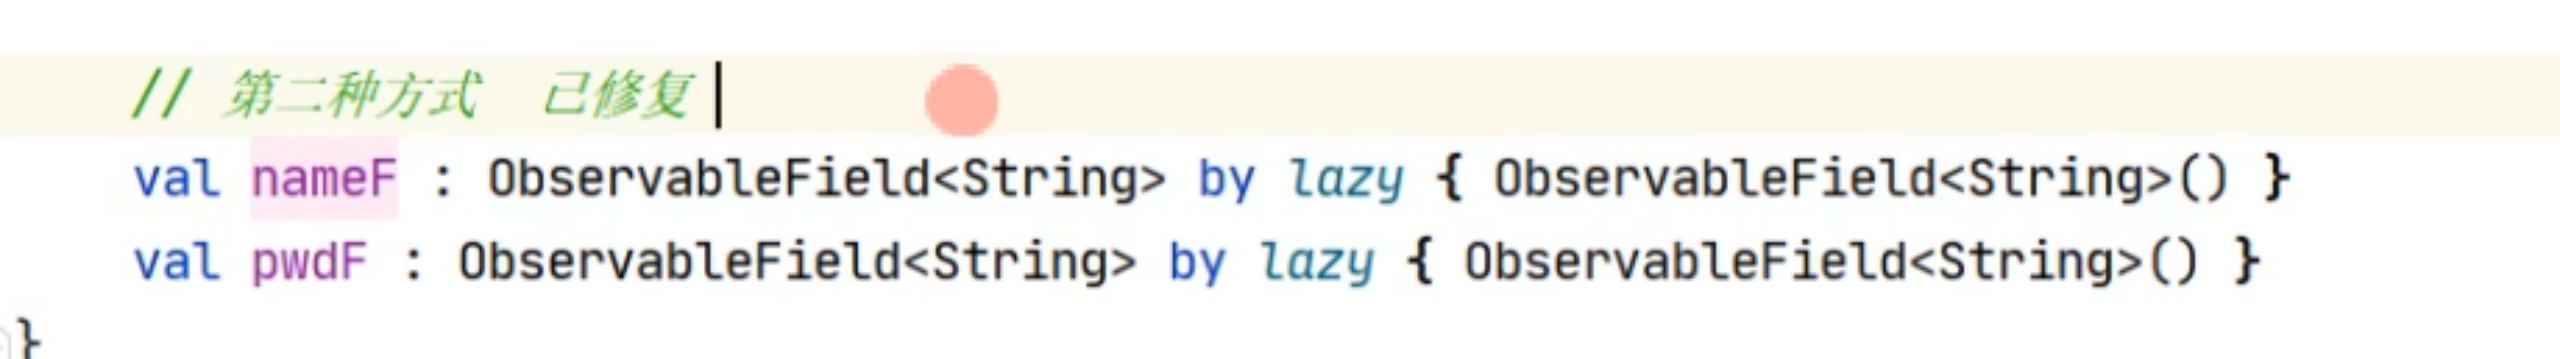 // 第二种方式  已修复
val nameF : ObservableField<String> by lazy { ObservableField<String>() }
val pwdF : ObservableField<String> by lazy { ObservableField<String>() }
}